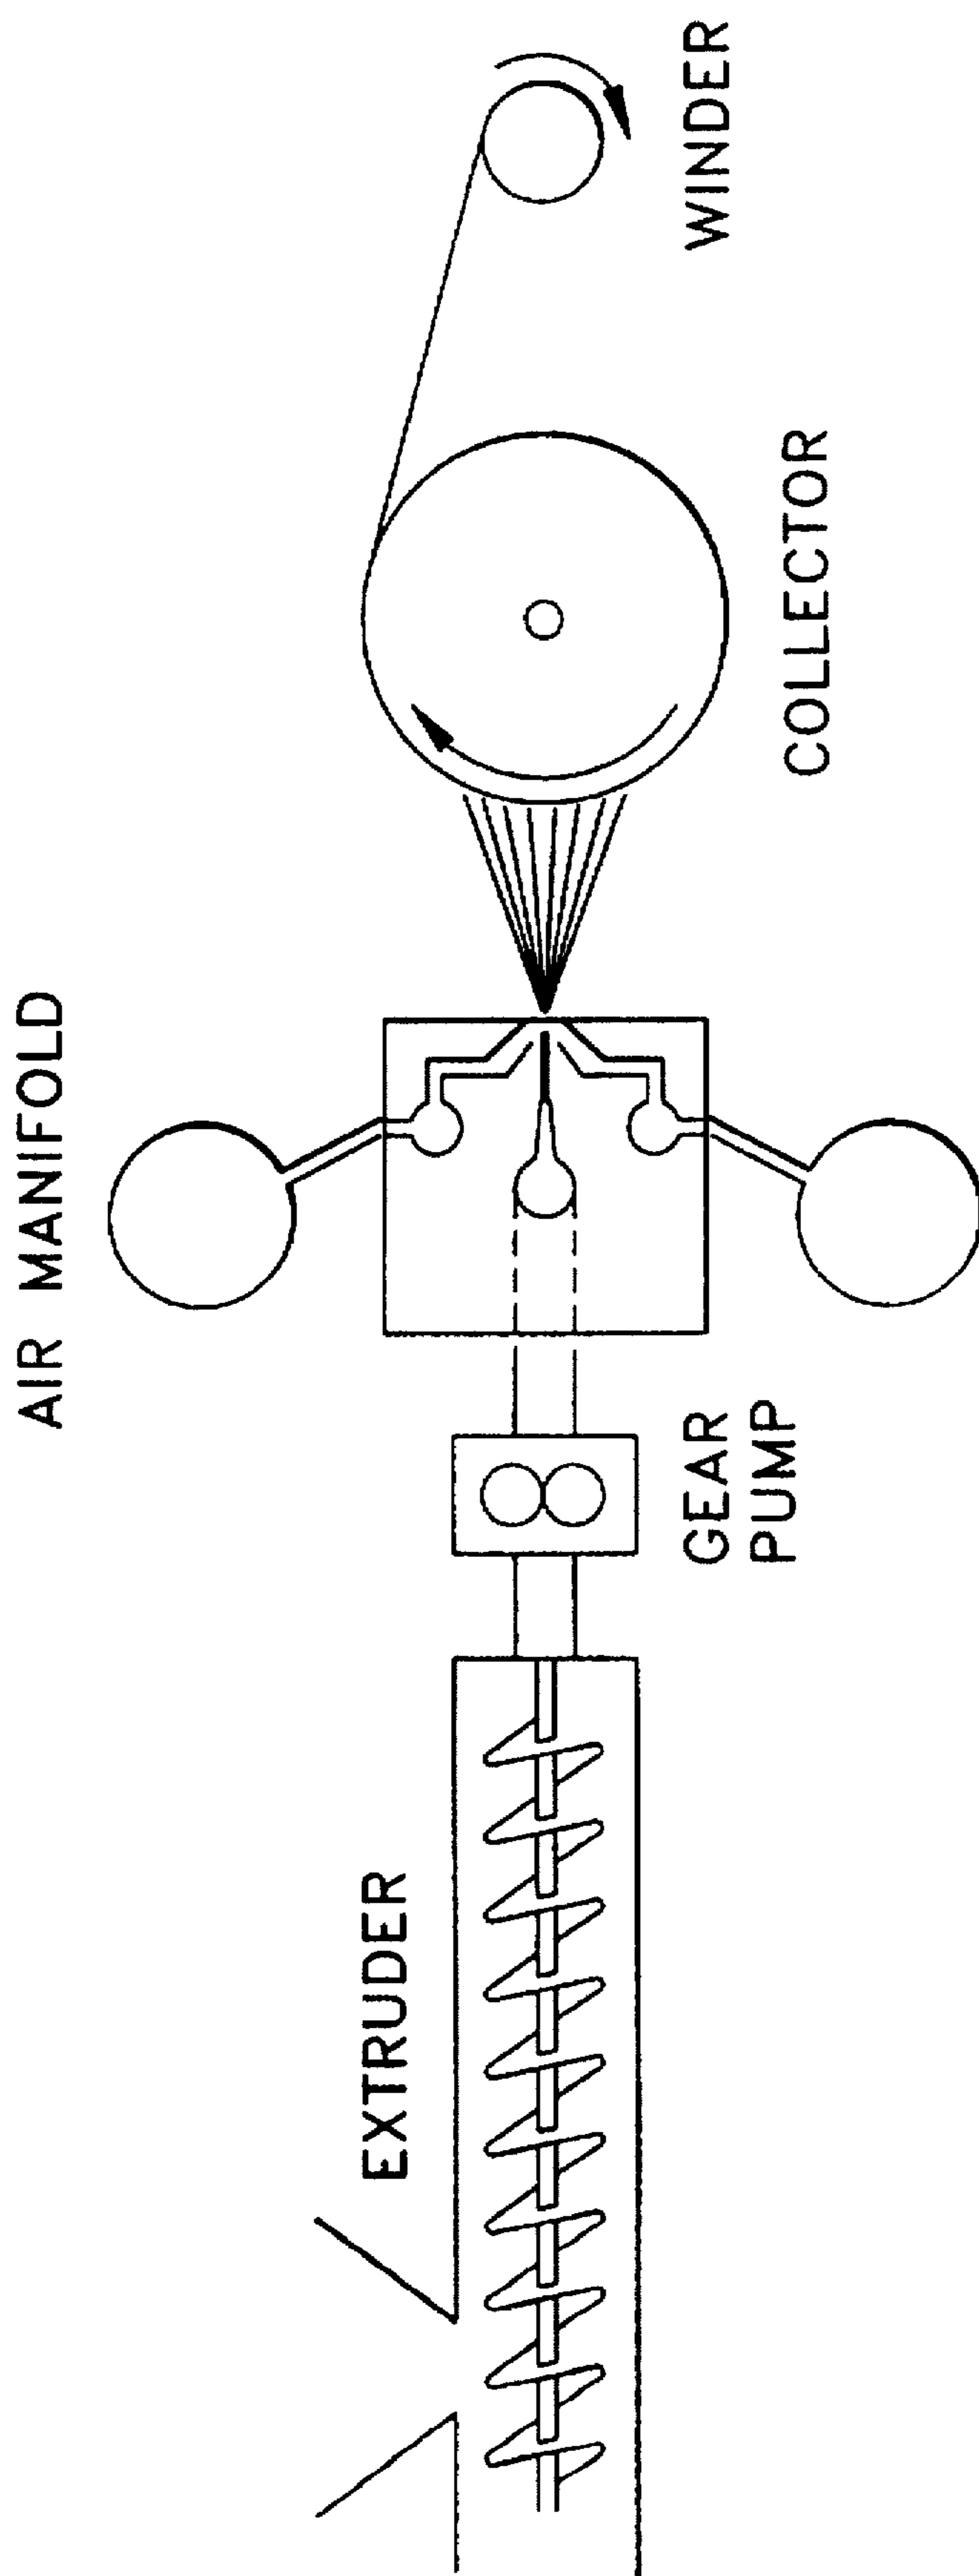 EXTRUDER
GEAR
PUMP
AIR MANIFOLD
COLLECTOR
WINDER